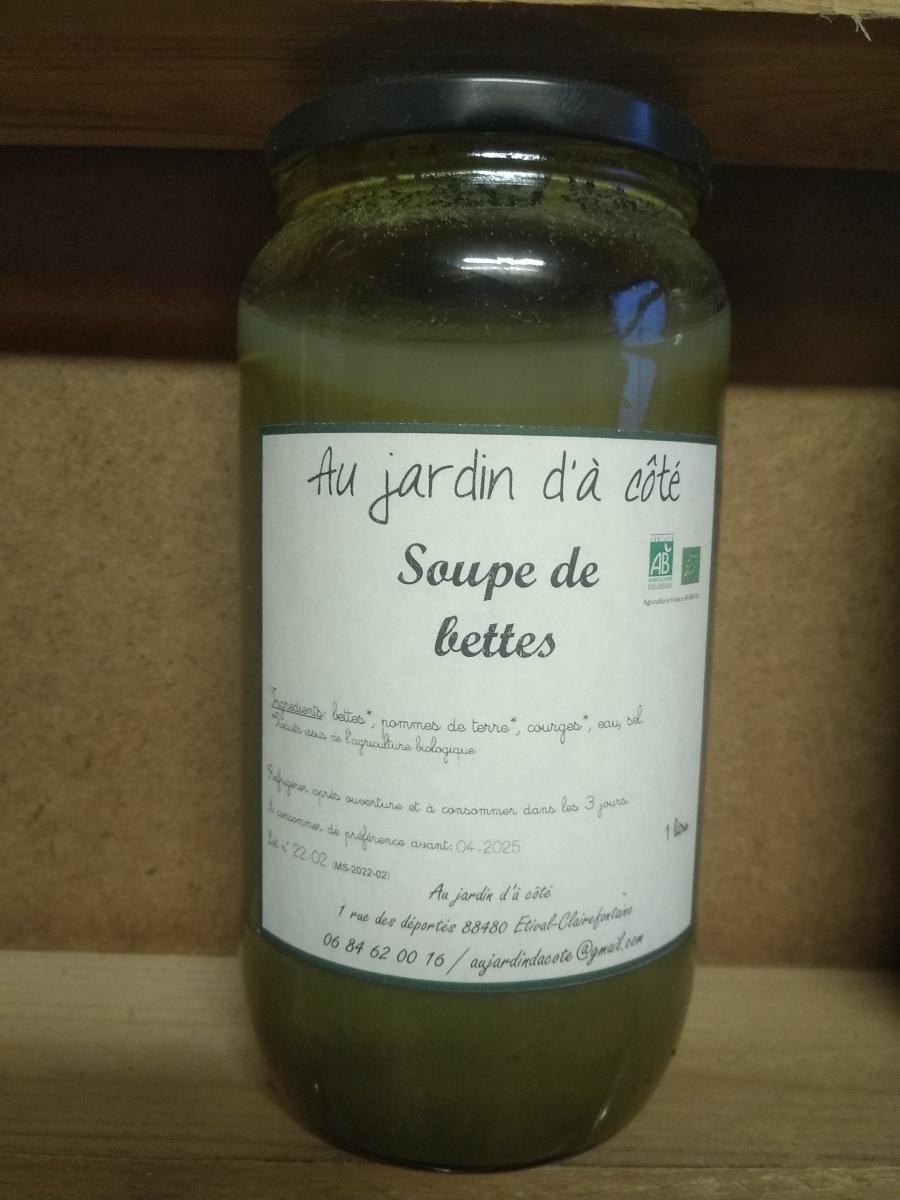 Au jardin d'à côté
Soupe de
bettes
AB
Ingrédients: bettes*, pommes de terre*, courges*, eau, sel.
*Produits issus de l'agriculture biologique
Réfrigérer après ouverture et à consommer dans les 3 jours
A consommer de préférence avant: 04-2025
1 litre
Lot n° 22-02 (MS-2022-02)
Au jardin d'à côté
1 rue des déportés 88480 Etival-Clairefontaine
06 84 62 00 16 / aujardindacote@gmail.com